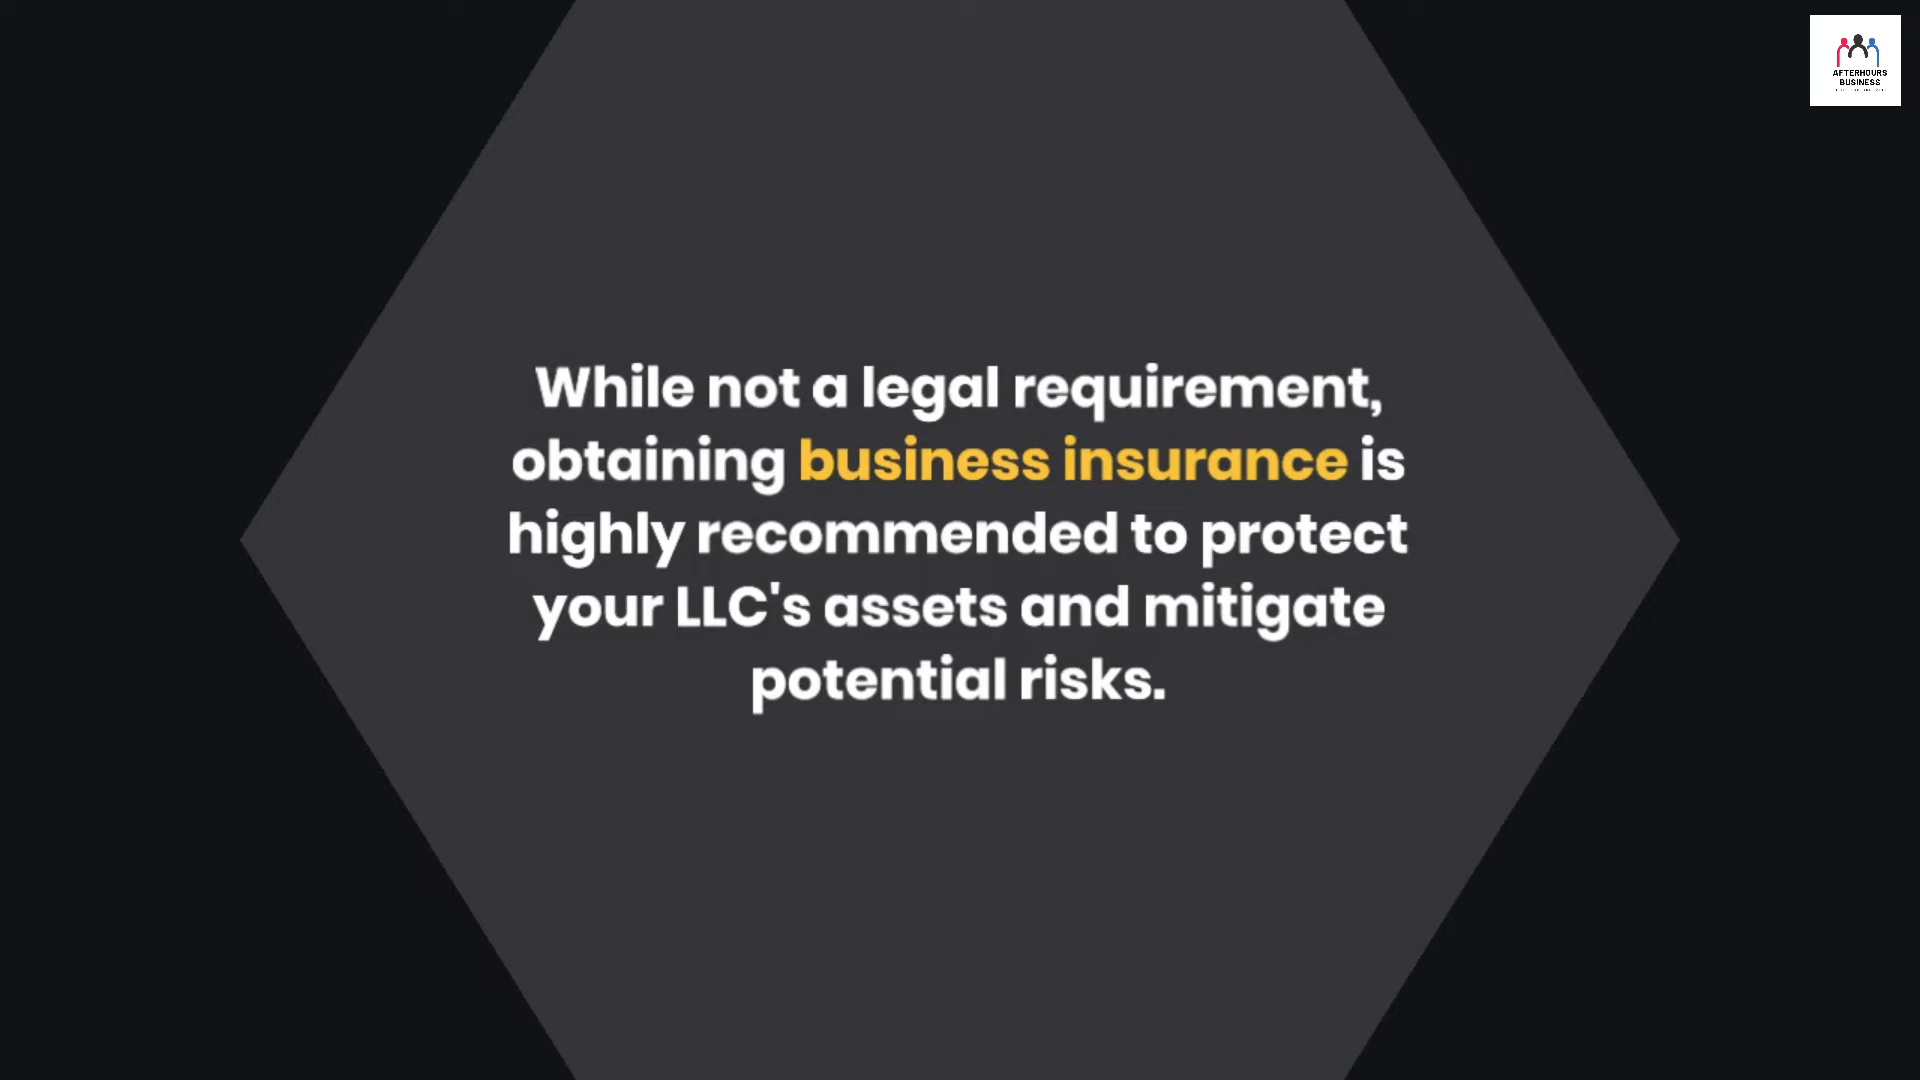 AFTERHOURS
BUSINESS
While not a legal requirement,
obtaining business insurance is
highly recommended to protect
your LLC's assets and mitigate
potential risks.